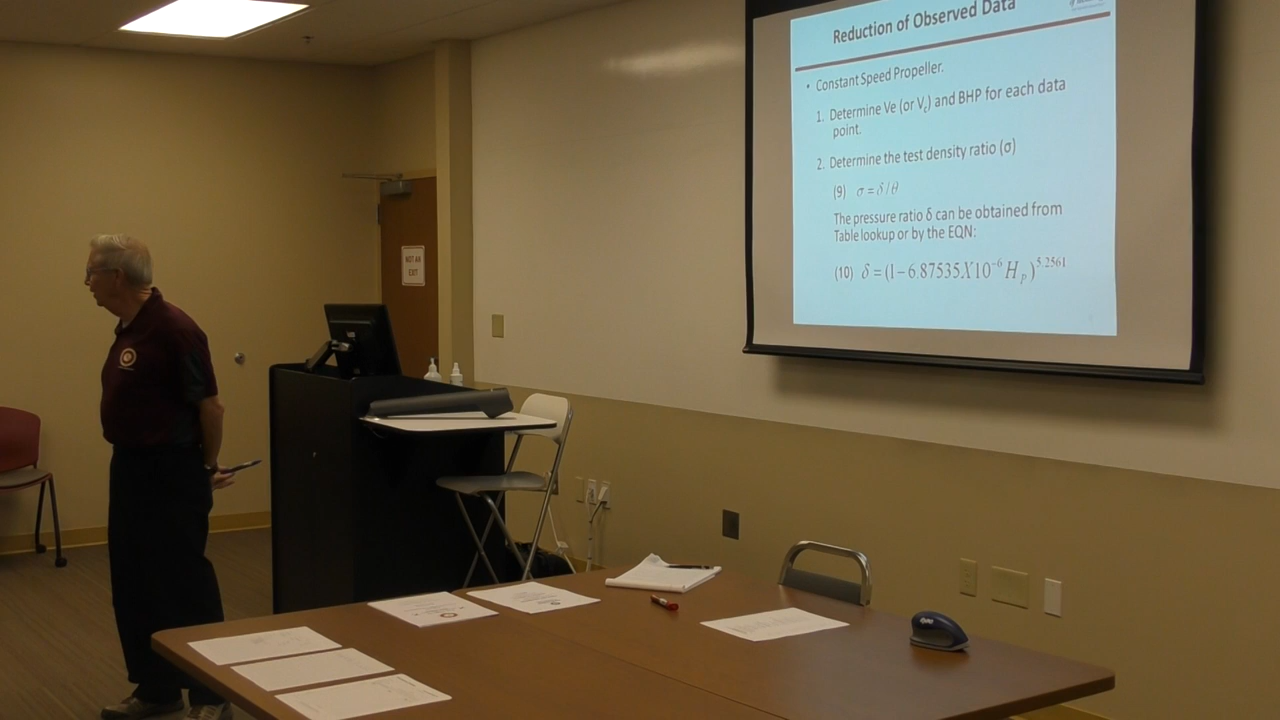 Reduction of Observed Data
• Constant Speed Propeller.
1. Determine Ve (or Vc) and BHP for each data
point.
2. Determine the test density ratio (σ)
(9) σ = δ / θ
The pressure ratio δ can be obtained from
Table lookup or by the EQN:
(10) δ = (1 − 6.87535X10⁻⁶ H_P)^5.2561
NOT AN
EXIT